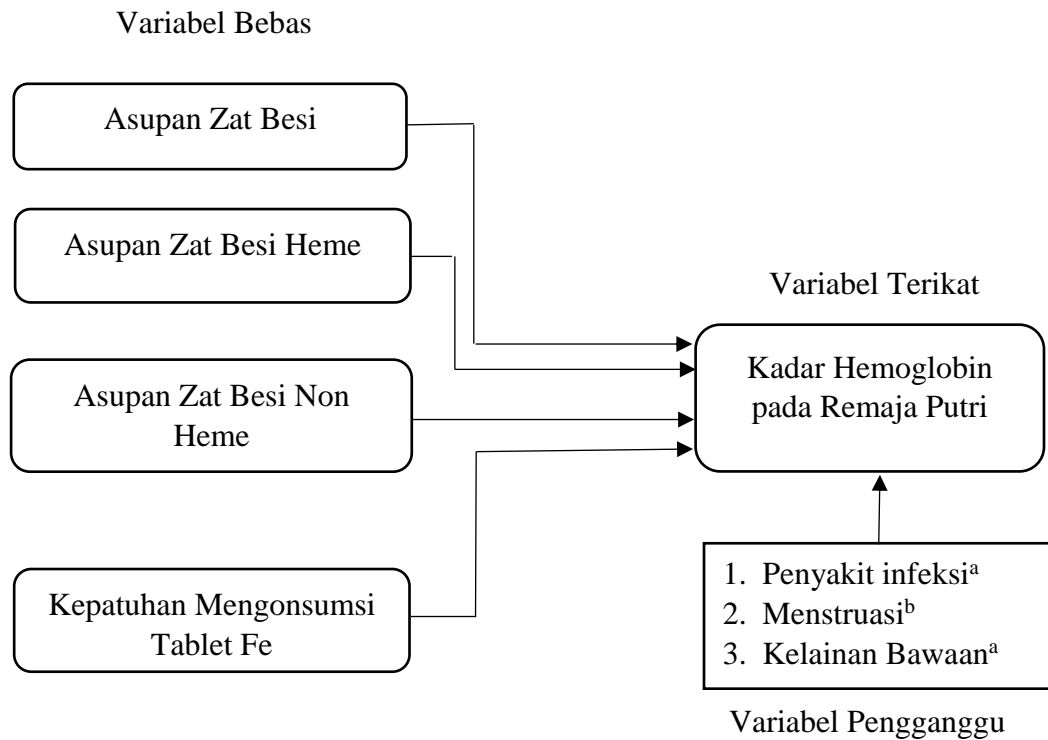 Variabel Bebas
Asupan Zat Besi
Asupan Zat Besi Heme
Asupan Zat Besi Non
Heme
Kepatuhan Mengonsumsi
Tablet Fe
Variabel Terikat
Kadar Hemoglobin
pada Remaja Putri
1. Penyakit infeksiᵃ
2. Menstruasiᵇ
3. Kelainan Bawaanᵃ
Variabel Pengganggu